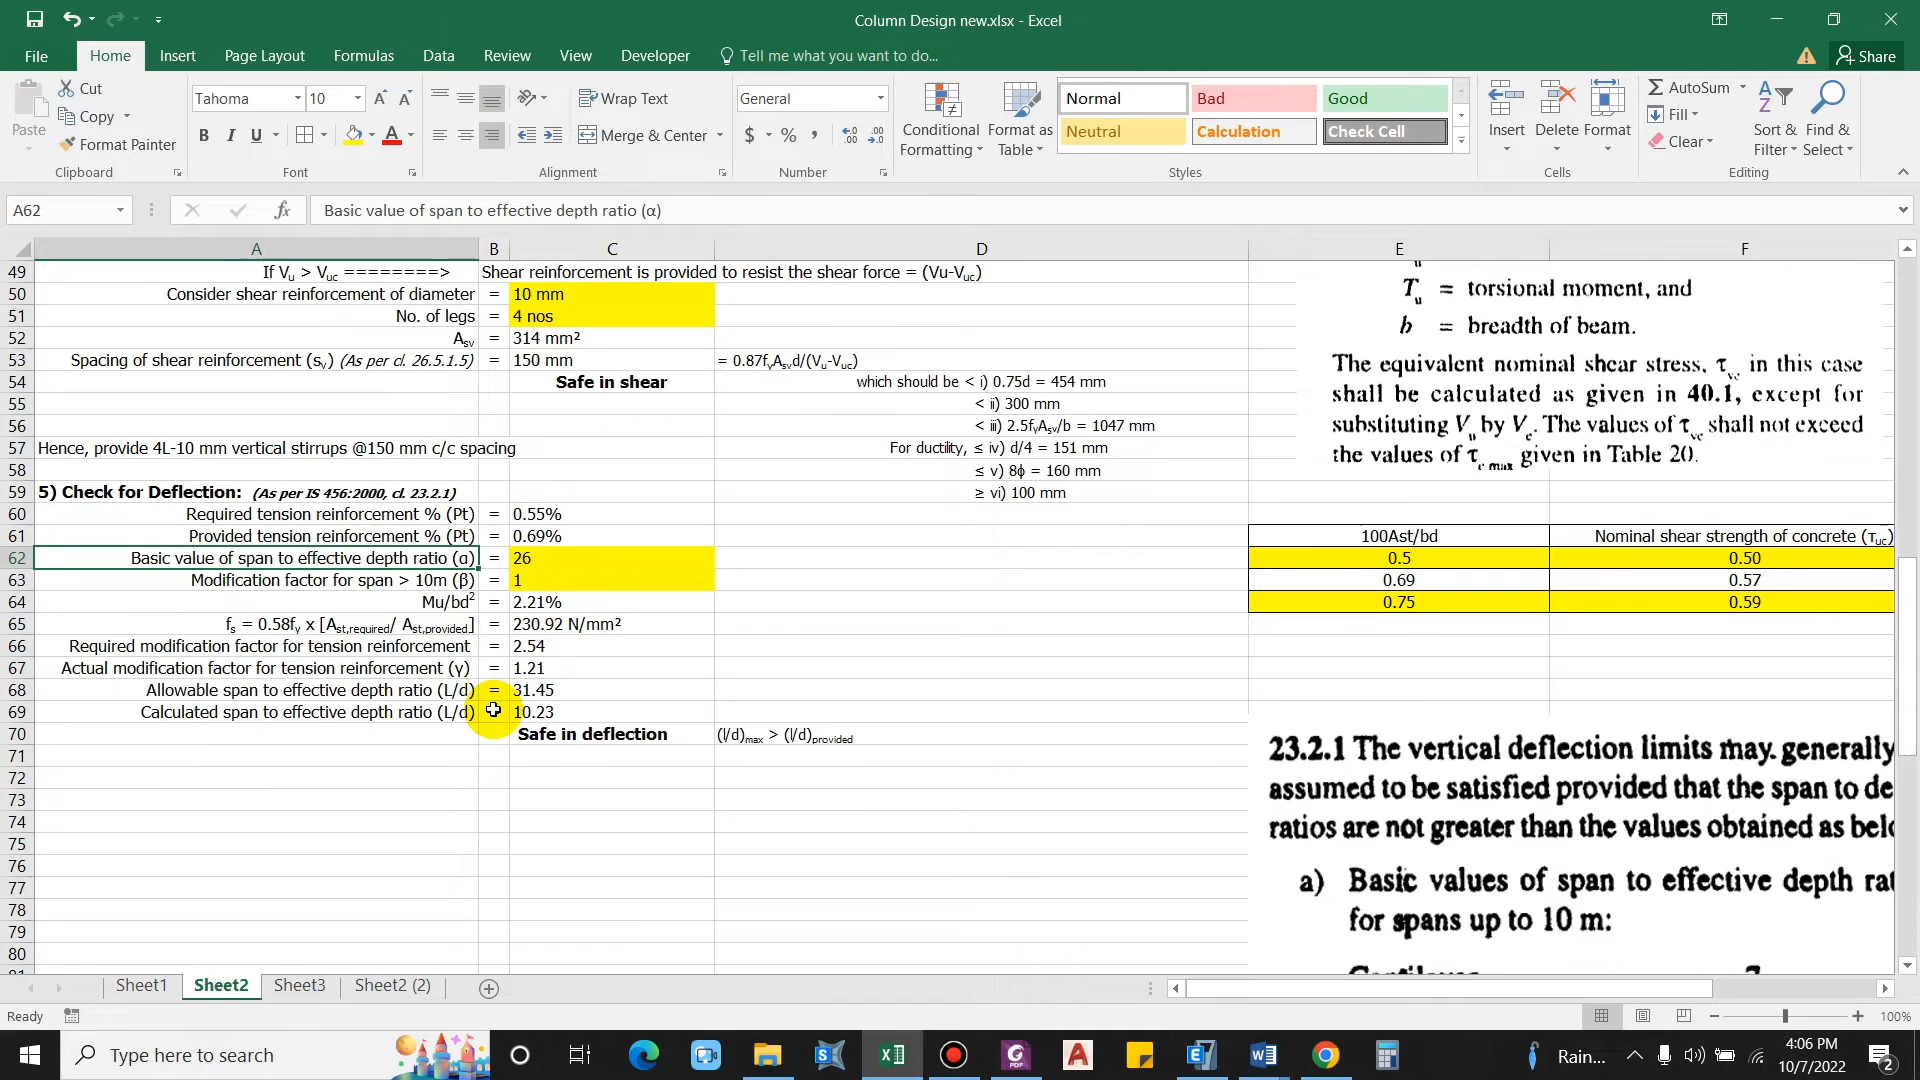 Column Design new.xlsx - Excel
File
Home
Insert
Page Layout
Formulas
Data
Review
View
Developer
Tell me what you want to do...
Share
Paste
Cut
Copy
Format Painter
Clipboard
Tahoma
10
B I U
A
Font
Wrap Text
Merge & Center
Alignment
General
$ % ,
Number
Conditional Formatting
Format as Table
Normal
Bad
Good
Neutral
Calculation
Check Cell
Styles
Insert
Delete
Format
Cells
AutoSum
Fill
Clear
Sort & Filter
Find & Select
Editing
A62
fx
Basic value of span to effective depth ratio (α)
A B C D E F
49 If Vu > Vuc ========> Shear reinforcement is provided to resist the shear force = (Vu-Vuc)
50 Consider shear reinforcement of diameter = 10 mm
51 No. of legs = 4 nos
52 Asv = 314 mm²
53 Spacing of shear reinforcement (sv) (As per cl. 26.5.1.5) = 150 mm = 0.87fyAsvd/(Vu-Vuc)
54 Safe in shear which should be < i) 0.75d = 454 mm
55 < ii) 300 mm
56 < iii) 2.5fyAsv/b = 1047 mm
57 Hence, provide 4L-10 mm vertical stirrups @150 mm c/c spacing For ductility, ≤ iv) d/4 = 151 mm
58 ≤ v) 8ϕ = 160 mm
59 5) Check for Deflection: (As per IS 456:2000, cl. 23.2.1) ≥ vi) 100 mm
60 Required tension reinforcement % (Pt) = 0.55%
61 Provided tension reinforcement % (Pt) = 0.69% 100Ast/bd Nominal shear strength of concrete (τuc)
62 Basic value of span to effective depth ratio (α) = 26 0.5 0.50
63 Modification factor for span > 10m (β) = 1 0.69 0.57
64 Mu/bd² = 2.21% 0.75 0.59
65 fs = 0.58fy x [Ast,required/ Ast,provided] = 230.92 N/mm²
66 Required modification factor for tension reinforcement = 2.54
67 Actual modification factor for tension reinforcement (γ) = 1.21
68 Allowable span to effective depth ratio (L/d) = 31.45
69 Calculated span to effective depth ratio (L/d) = 10.23
70 Safe in deflection (l/d)max > (l/d)provided
71
72
73
74
75
76
77
78
79
80
Tu = torsional moment, and
b = breadth of beam.
The equivalent nominal shear stress, τve in this case
shall be calculated as given in 40.1, except for
substituting Vu by Ve. The values of τve shall not exceed
the values of τc max given in Table 20.
23.2.1 The vertical deflection limits may generally
assumed to be satisfied provided that the span to de
ratios are not greater than the values obtained as belo
a) Basic values of span to effective depth rat
for spans up to 10 m:
Sheet1
Sheet2
Sheet3
Sheet2 (2)
Ready
100%
Type here to search
Rain...
4:06 PM
10/7/2022
2